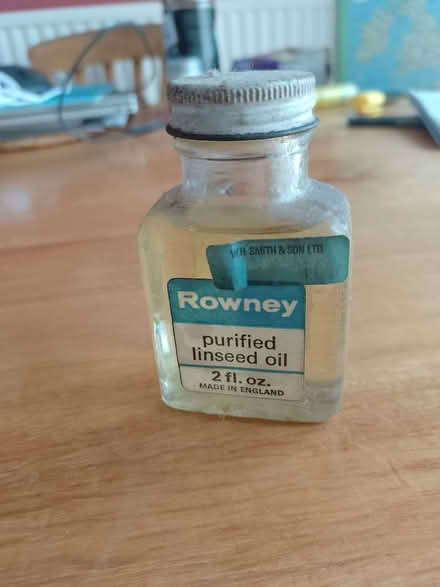 W.H. SMITH & SON LTD
Rowney
purified
linseed oil
2 fl. oz.
MADE IN ENGLAND